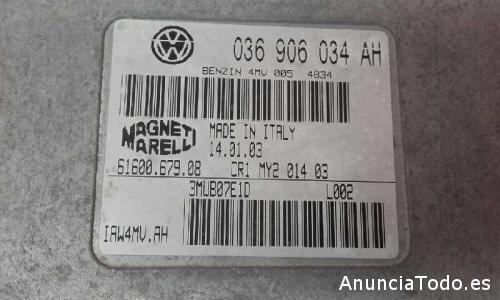 036 906 034 AH
BENZIN 4MV 005 4834
MAGNETI MARELLI
MADE IN ITALY
14.01.03
61600.679.08 CR1 MY2 014 03
3MUB07E1D L002
IAW4MV.AH
AnunciaTodo.es